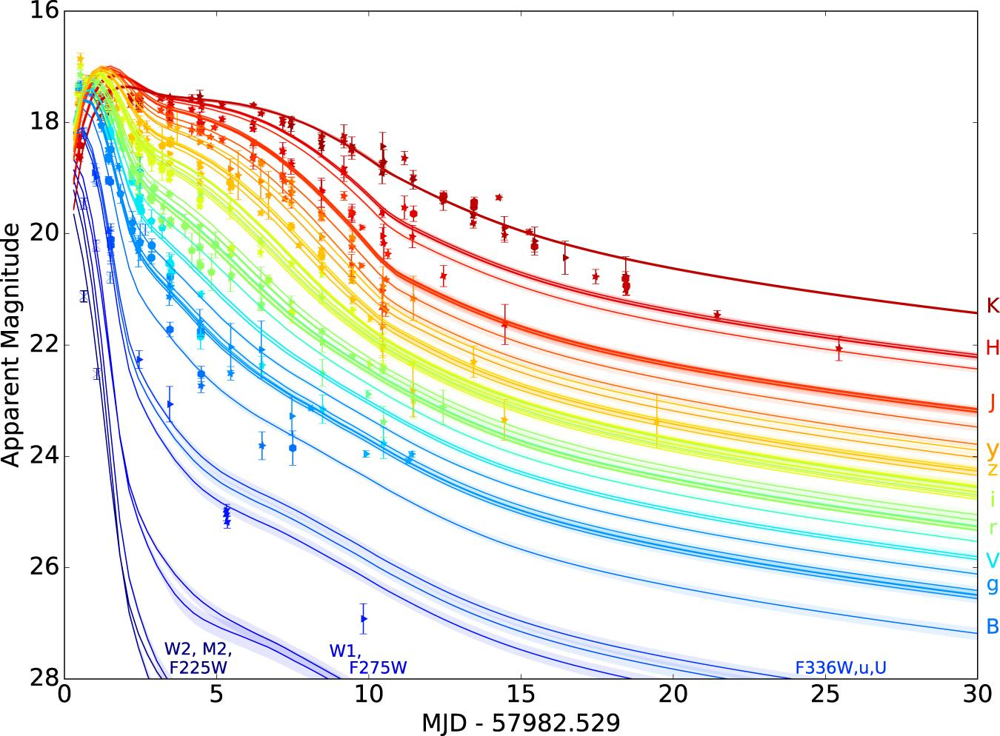 16
18
20
22
24
26
28
Apparent Magnitude
K
H
J
y
z
i
r
V
g
B
W2, M2,
F225W
W1,
F275W
F336W,u,U
0 5 10 15 20 25 30
MJD - 57982.529